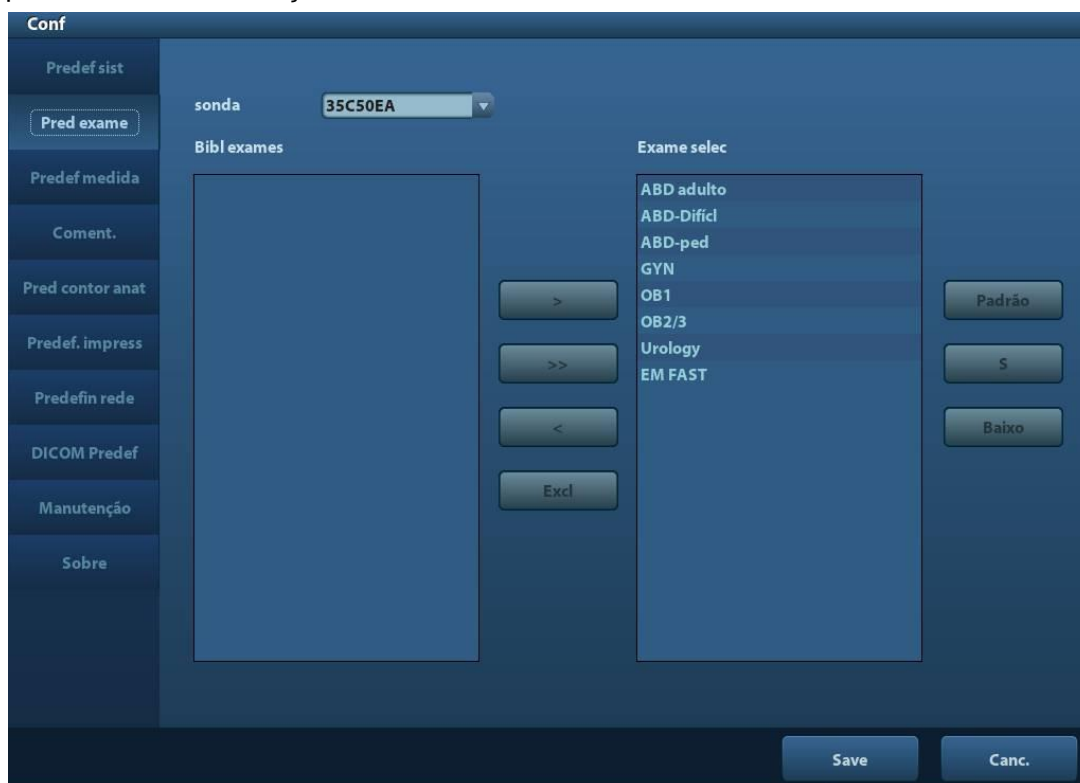 Conf
Predef sist
Pred exame
Predef medida
Coment.
Pred contor anat
Predef. impress
Predefin rede
DICOM Predef
Manutenção
Sobre
sonda 35C50EA
Bibl exames
Exame selec
ABD adulto
ABD-Difícl
ABD-ped
GYN
OB1
OB2/3
Urology
EM FAST
>
>>
<
Excl
Padrão
S
Baixo
Save Canc.